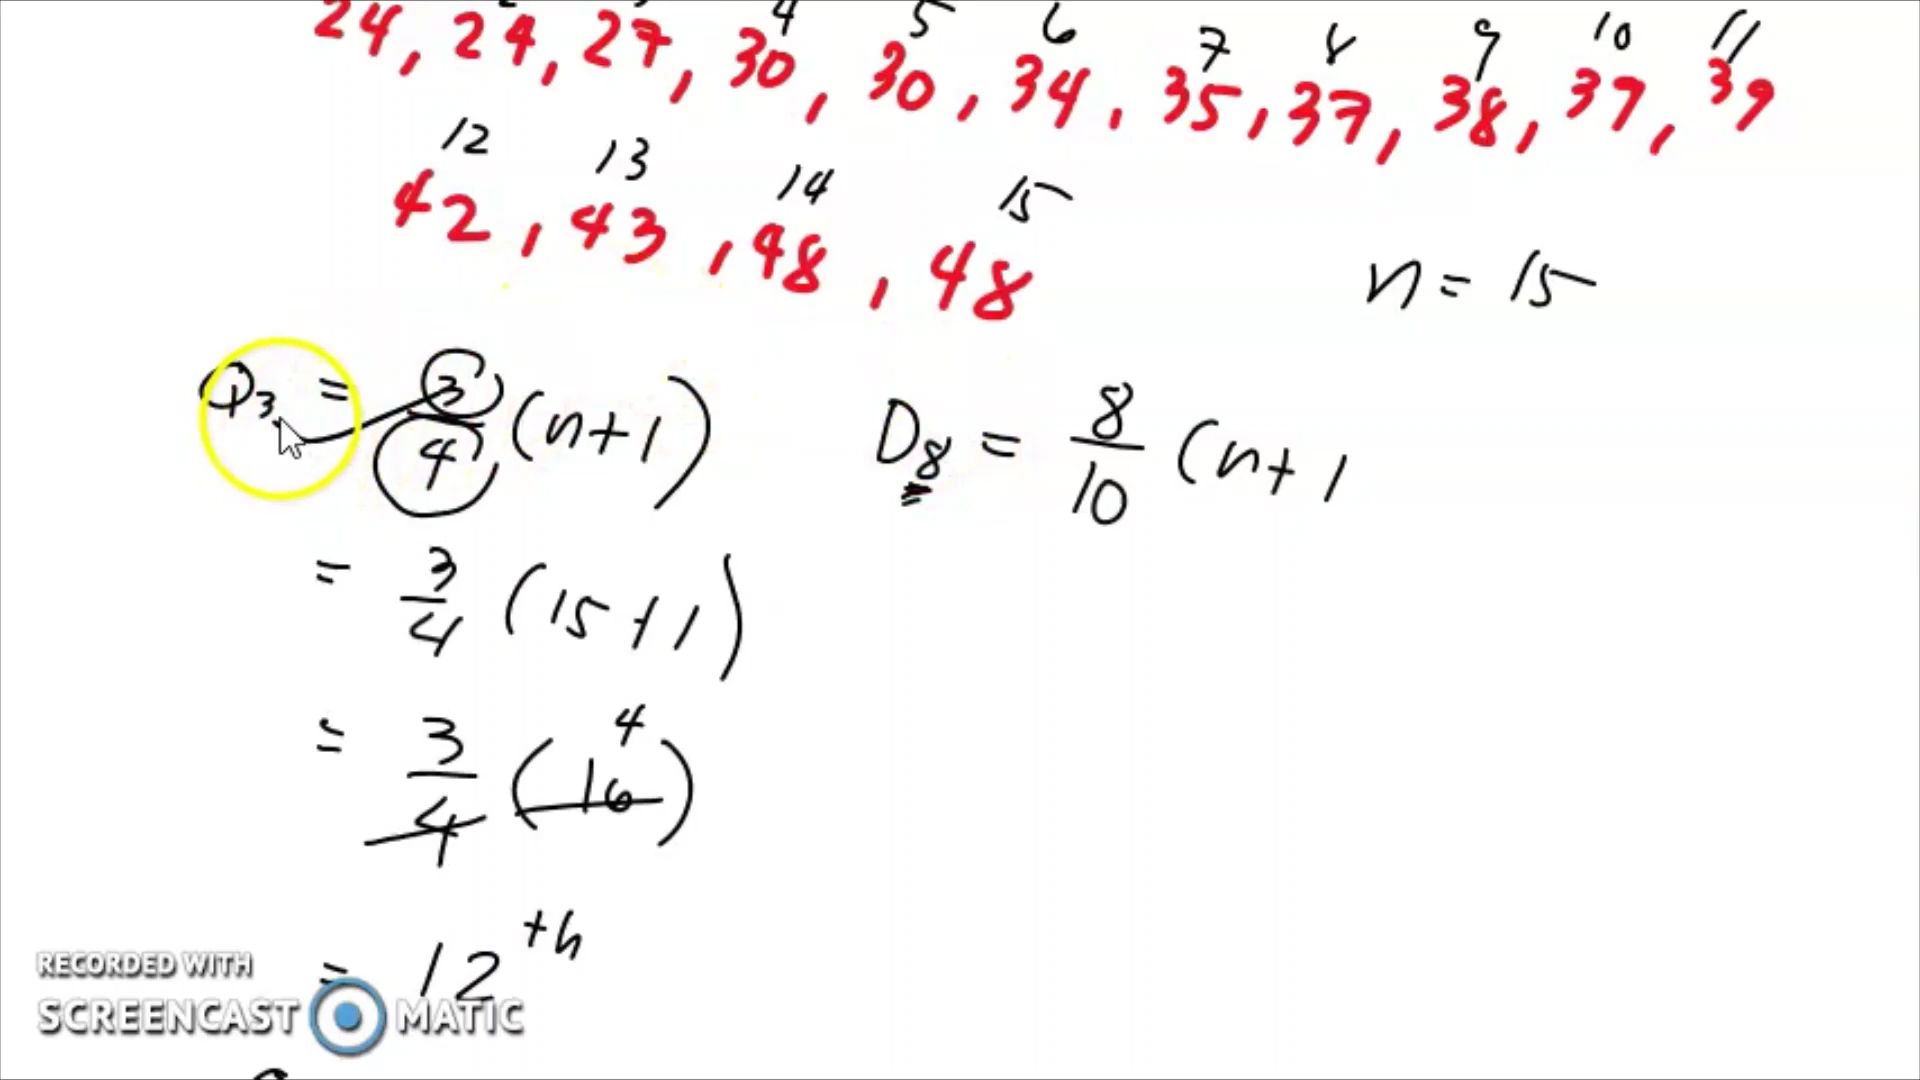 4 5 6 7 8 9 10 11
24, 24, 27, 30, 30, 34, 35, 37, 38, 37, 39
12 13 14 15
42, 43, 48, 48
n = 15
Q3 = 3/4 (n+1)
D8 = 8/10 (n+1
= 3/4 (15+1)
4
= 3/4 (16)
= 12th
RECORDED WITH
SCREENCAST MATIC